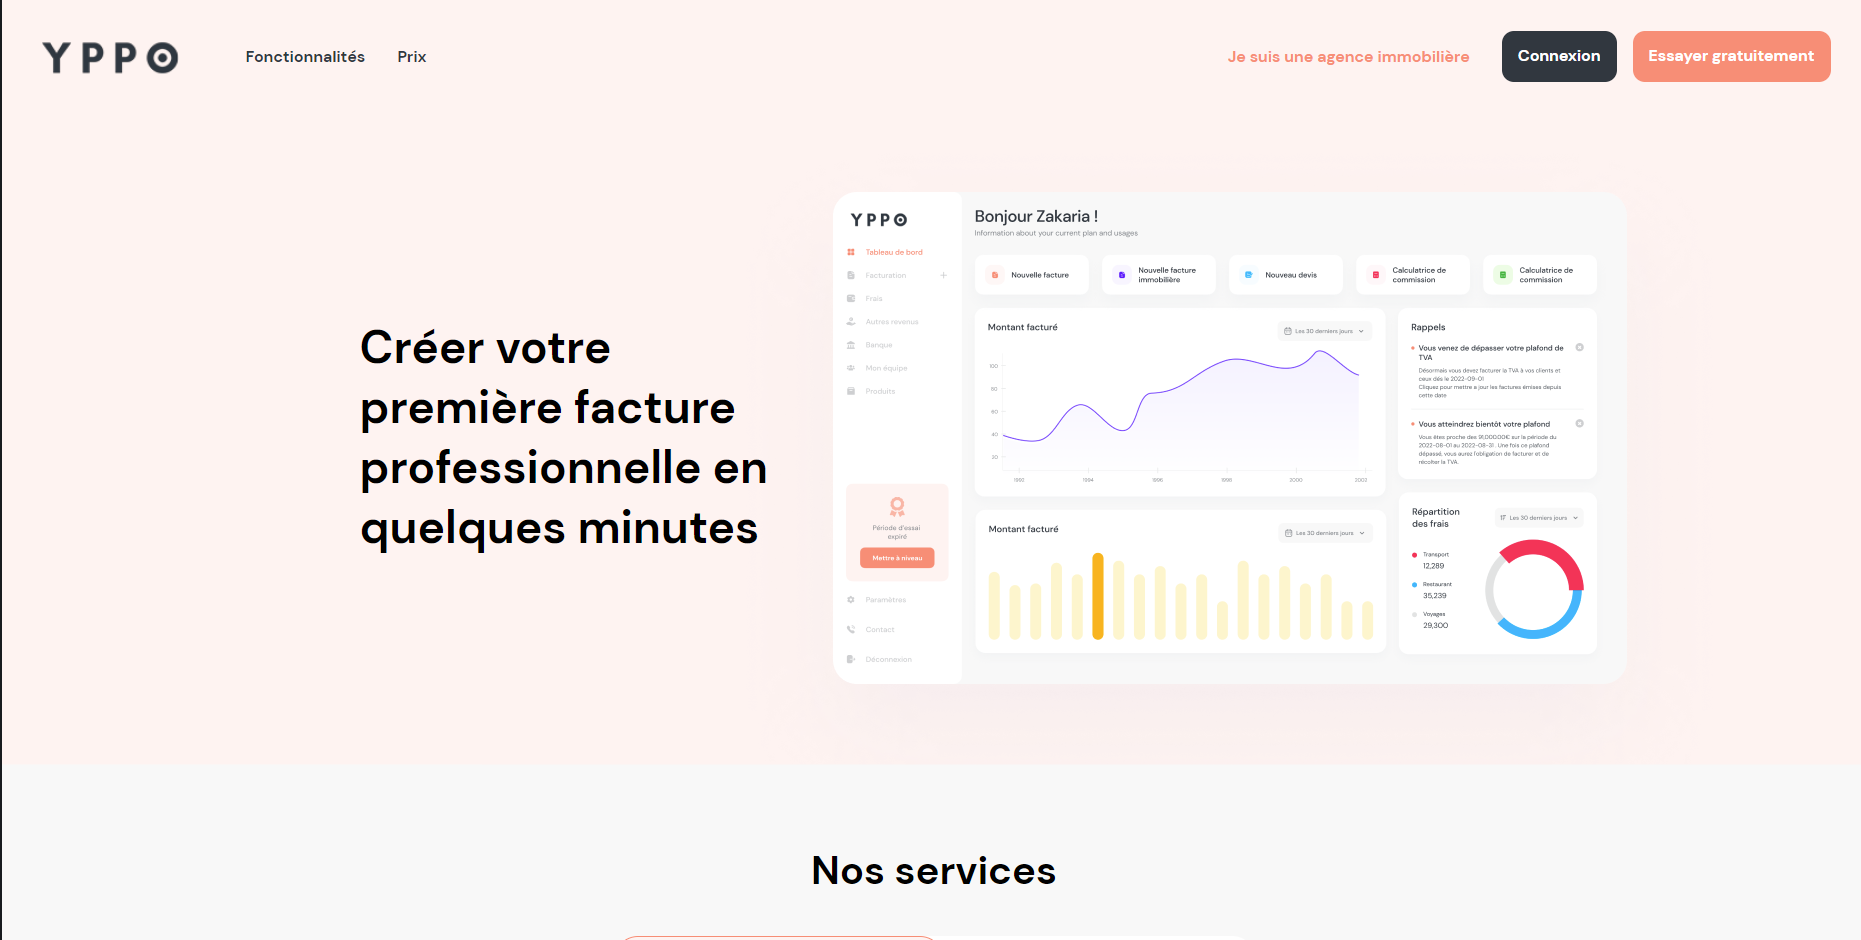 YPPO
Fonctionnalités
Prix
Je suis une agence immobilière
Connexion
Essayer gratuitement
Créer votre
première facture
professionnelle en
quelques minutes
YPPO
Tableau de bord
Facturation
Frais
Autres revenus
Banque
Mon équipe
Produits
Période d'essai
expiré
Mettre à niveau
Paramètres
Contact
Déconnexion
Bonjour Zakaria !
Information about your current plan and usages
Nouvelle facture
Nouvelle facture
immobilière
Nouveau devis
Calculatrice de
commission
Calculatrice de
commission
Montant facturé
Les 30 derniers jours
100
80
60
40
20
1992
1994
1996
1998
2000
2002
Rappels
Vous venez de dépasser votre plafond de
TVA
Désormais vous devez facturer la TVA à vos clients et
ceux dés le 2022-09-01
Cliquez pour mettre a jour les factures émises depuis
cette date
Vous atteindrez bientôt votre plafond
Vous êtes proche des 91,000.00€ sur la période du
2022-08-01 au 2022-08-31 . Une fois ce plafond
dépassé, vous aurez l'obligation de facturer et de
récolter la TVA.
Montant facturé
Les 30 derniers jours
Répartition
des frais
Les 30 derniers jours
Transport
12,289
Restaurant
35,239
Voyages
29,300
Nos services